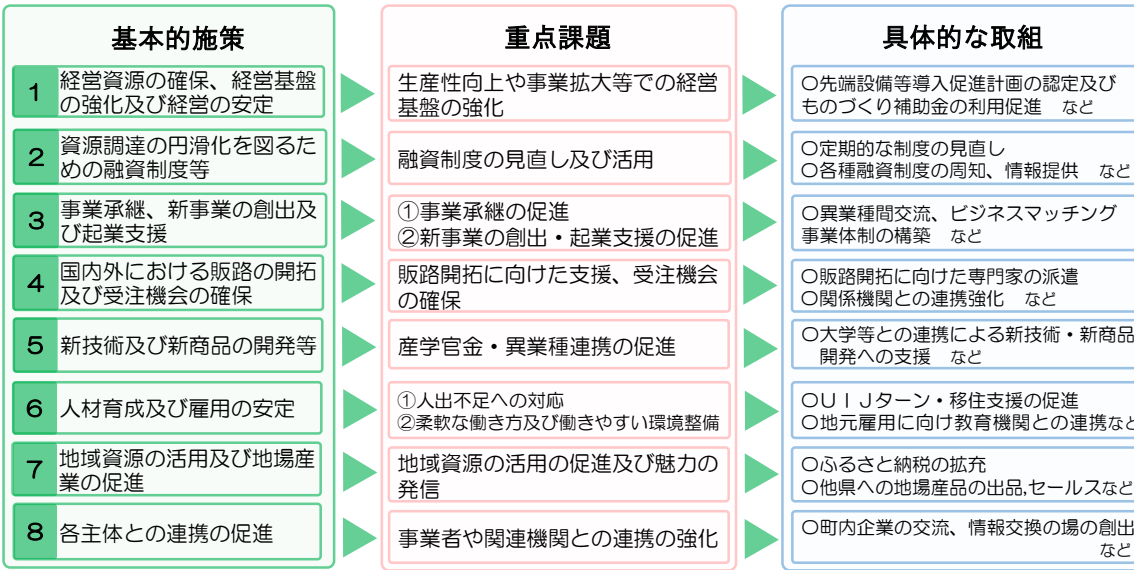 基本的施策
重点課題
具体的な取組
1
経営資源の確保、経営基盤
の強化及び経営の安定
生産性向上や事業拡大等での経営
基盤の強化
〇先端設備等導入促進計画の認定及び
ものづくり補助金の利用促進　など
2
資源調達の円滑化を図るた
めの融資制度等
融資制度の見直し及び活用
〇定期的な制度の見直し
〇各種融資制度の周知、情報提供　など
3
事業承継、新事業の創出及
び起業支援
①事業承継の促進
②新事業の創出・起業支援の促進
〇異業種間交流、ビジネスマッチング
事業体制の構築　など
4
国内外における販路の開拓
及び受注機会の確保
販路開拓に向けた支援、受注機会
の確保
〇販路開拓に向けた専門家の派遣
〇関係機関との連携強化　など
5
新技術及び新商品の開発等
産学官金・異業種連携の促進
〇大学等との連携による新技術・新商品
開発への支援　など
6
人材育成及び雇用の安定
①人出不足への対応
②柔軟な働き方及び働きやすい環境整備
〇ＵＩＪターン・移住支援の促進
〇地元雇用に向け教育機関との連携など
7
地域資源の活用及び地場産
業の促進
地域資源の活用の促進及び魅力の
発信
〇ふるさと納税の拡充
〇他県への地場産品の出品,セールスなど
8
各主体との連携の促進
事業者や関連機関との連携の強化
〇町内企業の交流、情報交換の場の創出
など